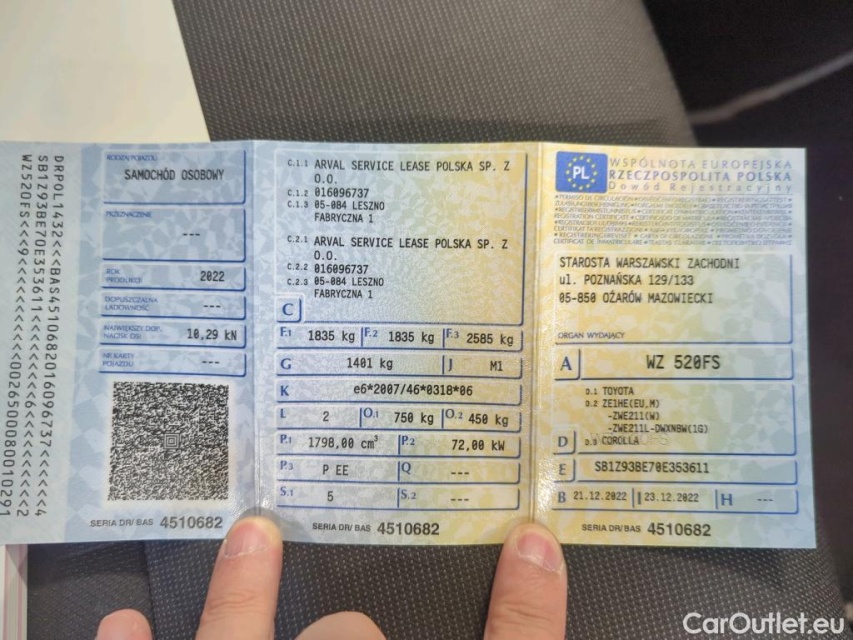 DRPOL1433<<BAS45106820160967377<<<4
SB1Z93BE70E353611<<<<<<<<<<<<<
WZ520FS<<<9<
RODZAJ POJAZDU
SAMOCHÓD OSOBOWY
PRZEZNACZENIE
---
ROK PRODUKCJI 2022
DOPUSZCZALNA ŁADOWNOŚĆ ---
NAJWIĘKSZY DOP. NACISK OSI 10,29 kN
NR KARTY POJAZDU ---
SERIA DR/BAS 4510682
C.1.1 ARVAL SERVICE LEASE POLSKA SP. Z
O.O.
C.1.2 016096737
C.1.3 05-084 LESZNO
FABRYCZNA 1
C.2.1 ARVAL SERVICE LEASE POLSKA SP. Z
O.O.
C.2.2 016096737
C.2.3 05-084 LESZNO
FABRYCZNA 1
C
F.1 1835 kg F.2 1835 kg F.3 2585 kg
G 1401 kg J M1
K e6*2007/46*0318*06
L 2 O.1 750 kg O.2 450 kg
P.1 1798,00 cm³ P.2 72,00 kW
P.3 P EE Q ---
S.1 5 S.2 ---
SERIA DR/BAS 4510682
PL
WSPÓLNOTA EUROPEJSKA
RZECZPOSPOLITA POLSKA
Dowód Rejestracyjny
STAROSTA WARSZAWSKI ZACHODNI
ul. POZNAŃSKA 129/133
05-850 OŻARÓW MAZOWIECKI
ORGAN WYDAJĄCY
A WZ 520FS
D.1 TOYOTA
D.2 ZE1HE(EU,M)
-ZWE211(W)
-ZWE211L-DWXNBW(1G)
D D.3 COROLLA
E SB1Z93BE70E353611
B 21.12.2022 I 23.12.2022 H ---
SERIA DR/BAS 4510682
CarOutlet.eu